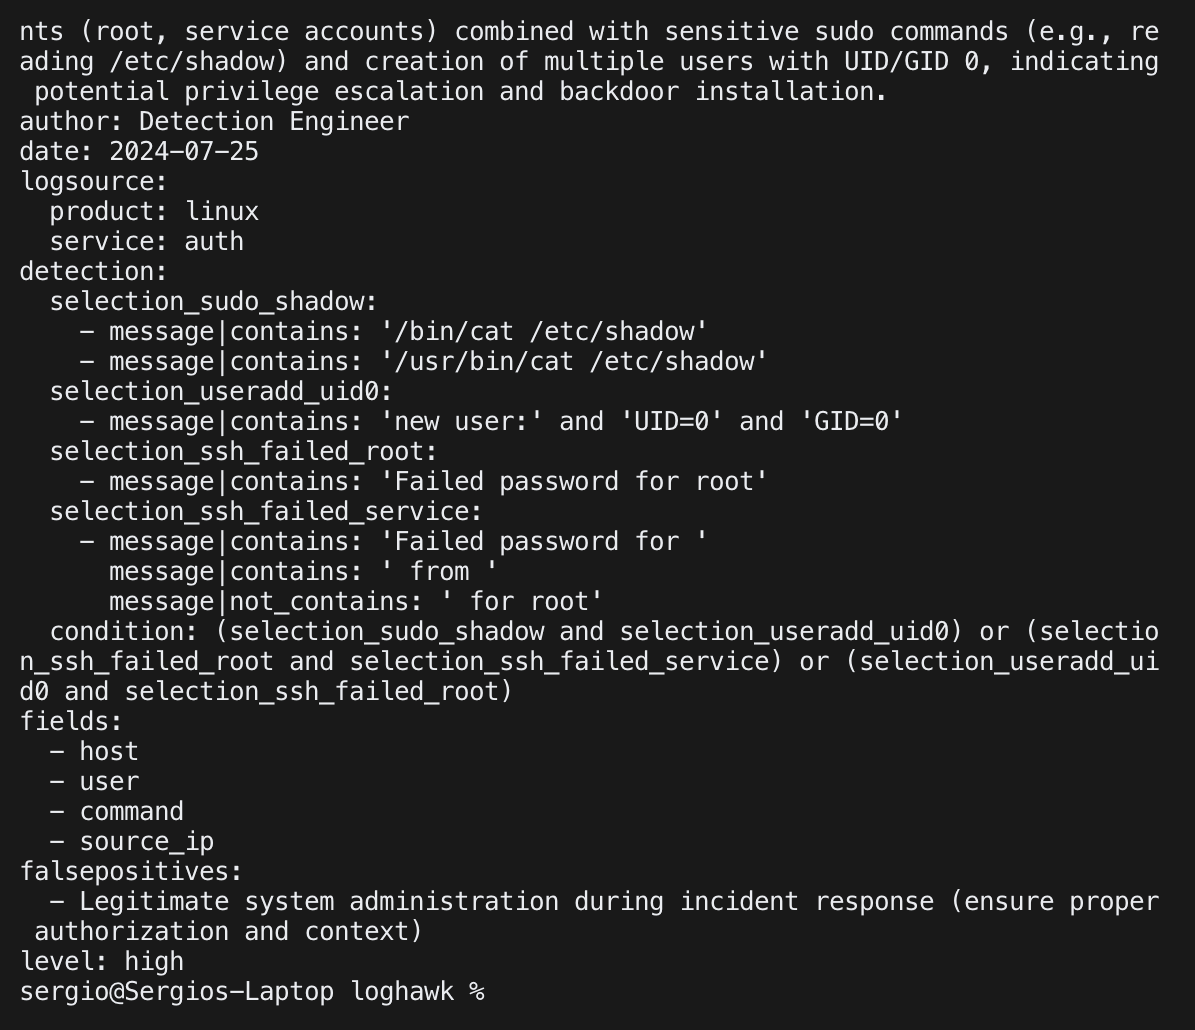 nts (root, service accounts) combined with sensitive sudo commands (e.g., re
ading /etc/shadow) and creation of multiple users with UID/GID 0, indicating
 potential privilege escalation and backdoor installation.
author: Detection Engineer
date: 2024-07-25
logsource:
  product: linux
  service: auth
detection:
  selection_sudo_shadow:
    - message|contains: '/bin/cat /etc/shadow'
    - message|contains: '/usr/bin/cat /etc/shadow'
  selection_useradd_uid0:
    - message|contains: 'new user:' and 'UID=0' and 'GID=0'
  selection_ssh_failed_root:
    - message|contains: 'Failed password for root'
  selection_ssh_failed_service:
    - message|contains: 'Failed password for '
      message|contains: ' from '
      message|not_contains: ' for root'
  condition: (selection_sudo_shadow and selection_useradd_uid0) or (selectio
n_ssh_failed_root and selection_ssh_failed_service) or (selection_useradd_ui
d0 and selection_ssh_failed_root)
fields:
  - host
  - user
  - command
  - source_ip
falsepositives:
  - Legitimate system administration during incident response (ensure proper
 authorization and context)
level: high
sergio@Sergios-Laptop loghawk %